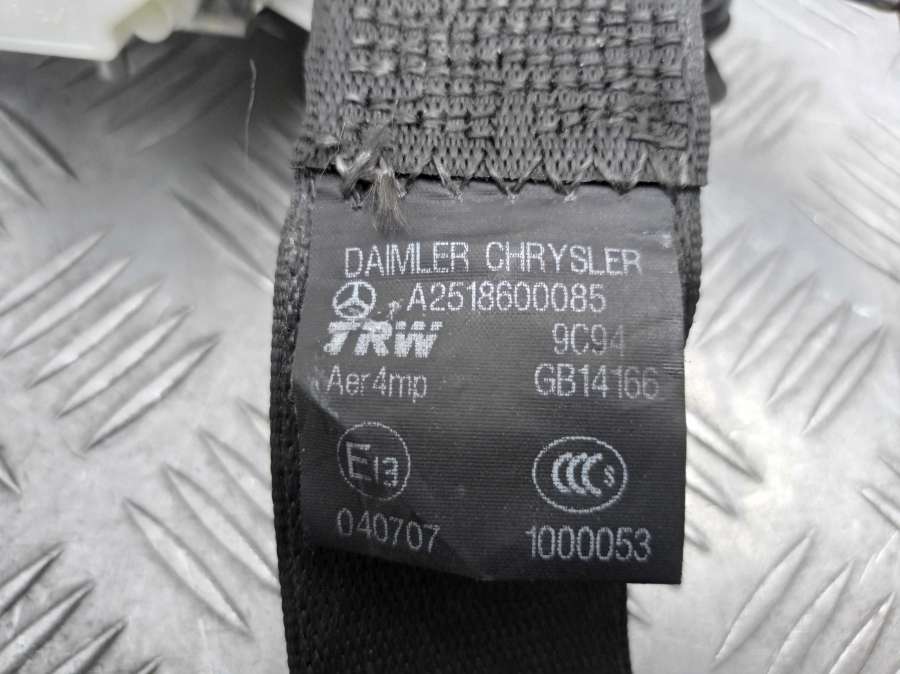 DAIMLER CHRYSLER
A2518600085
TRW 9C94
Aer4mp GB14166
E13 CCC S
040707 1000053